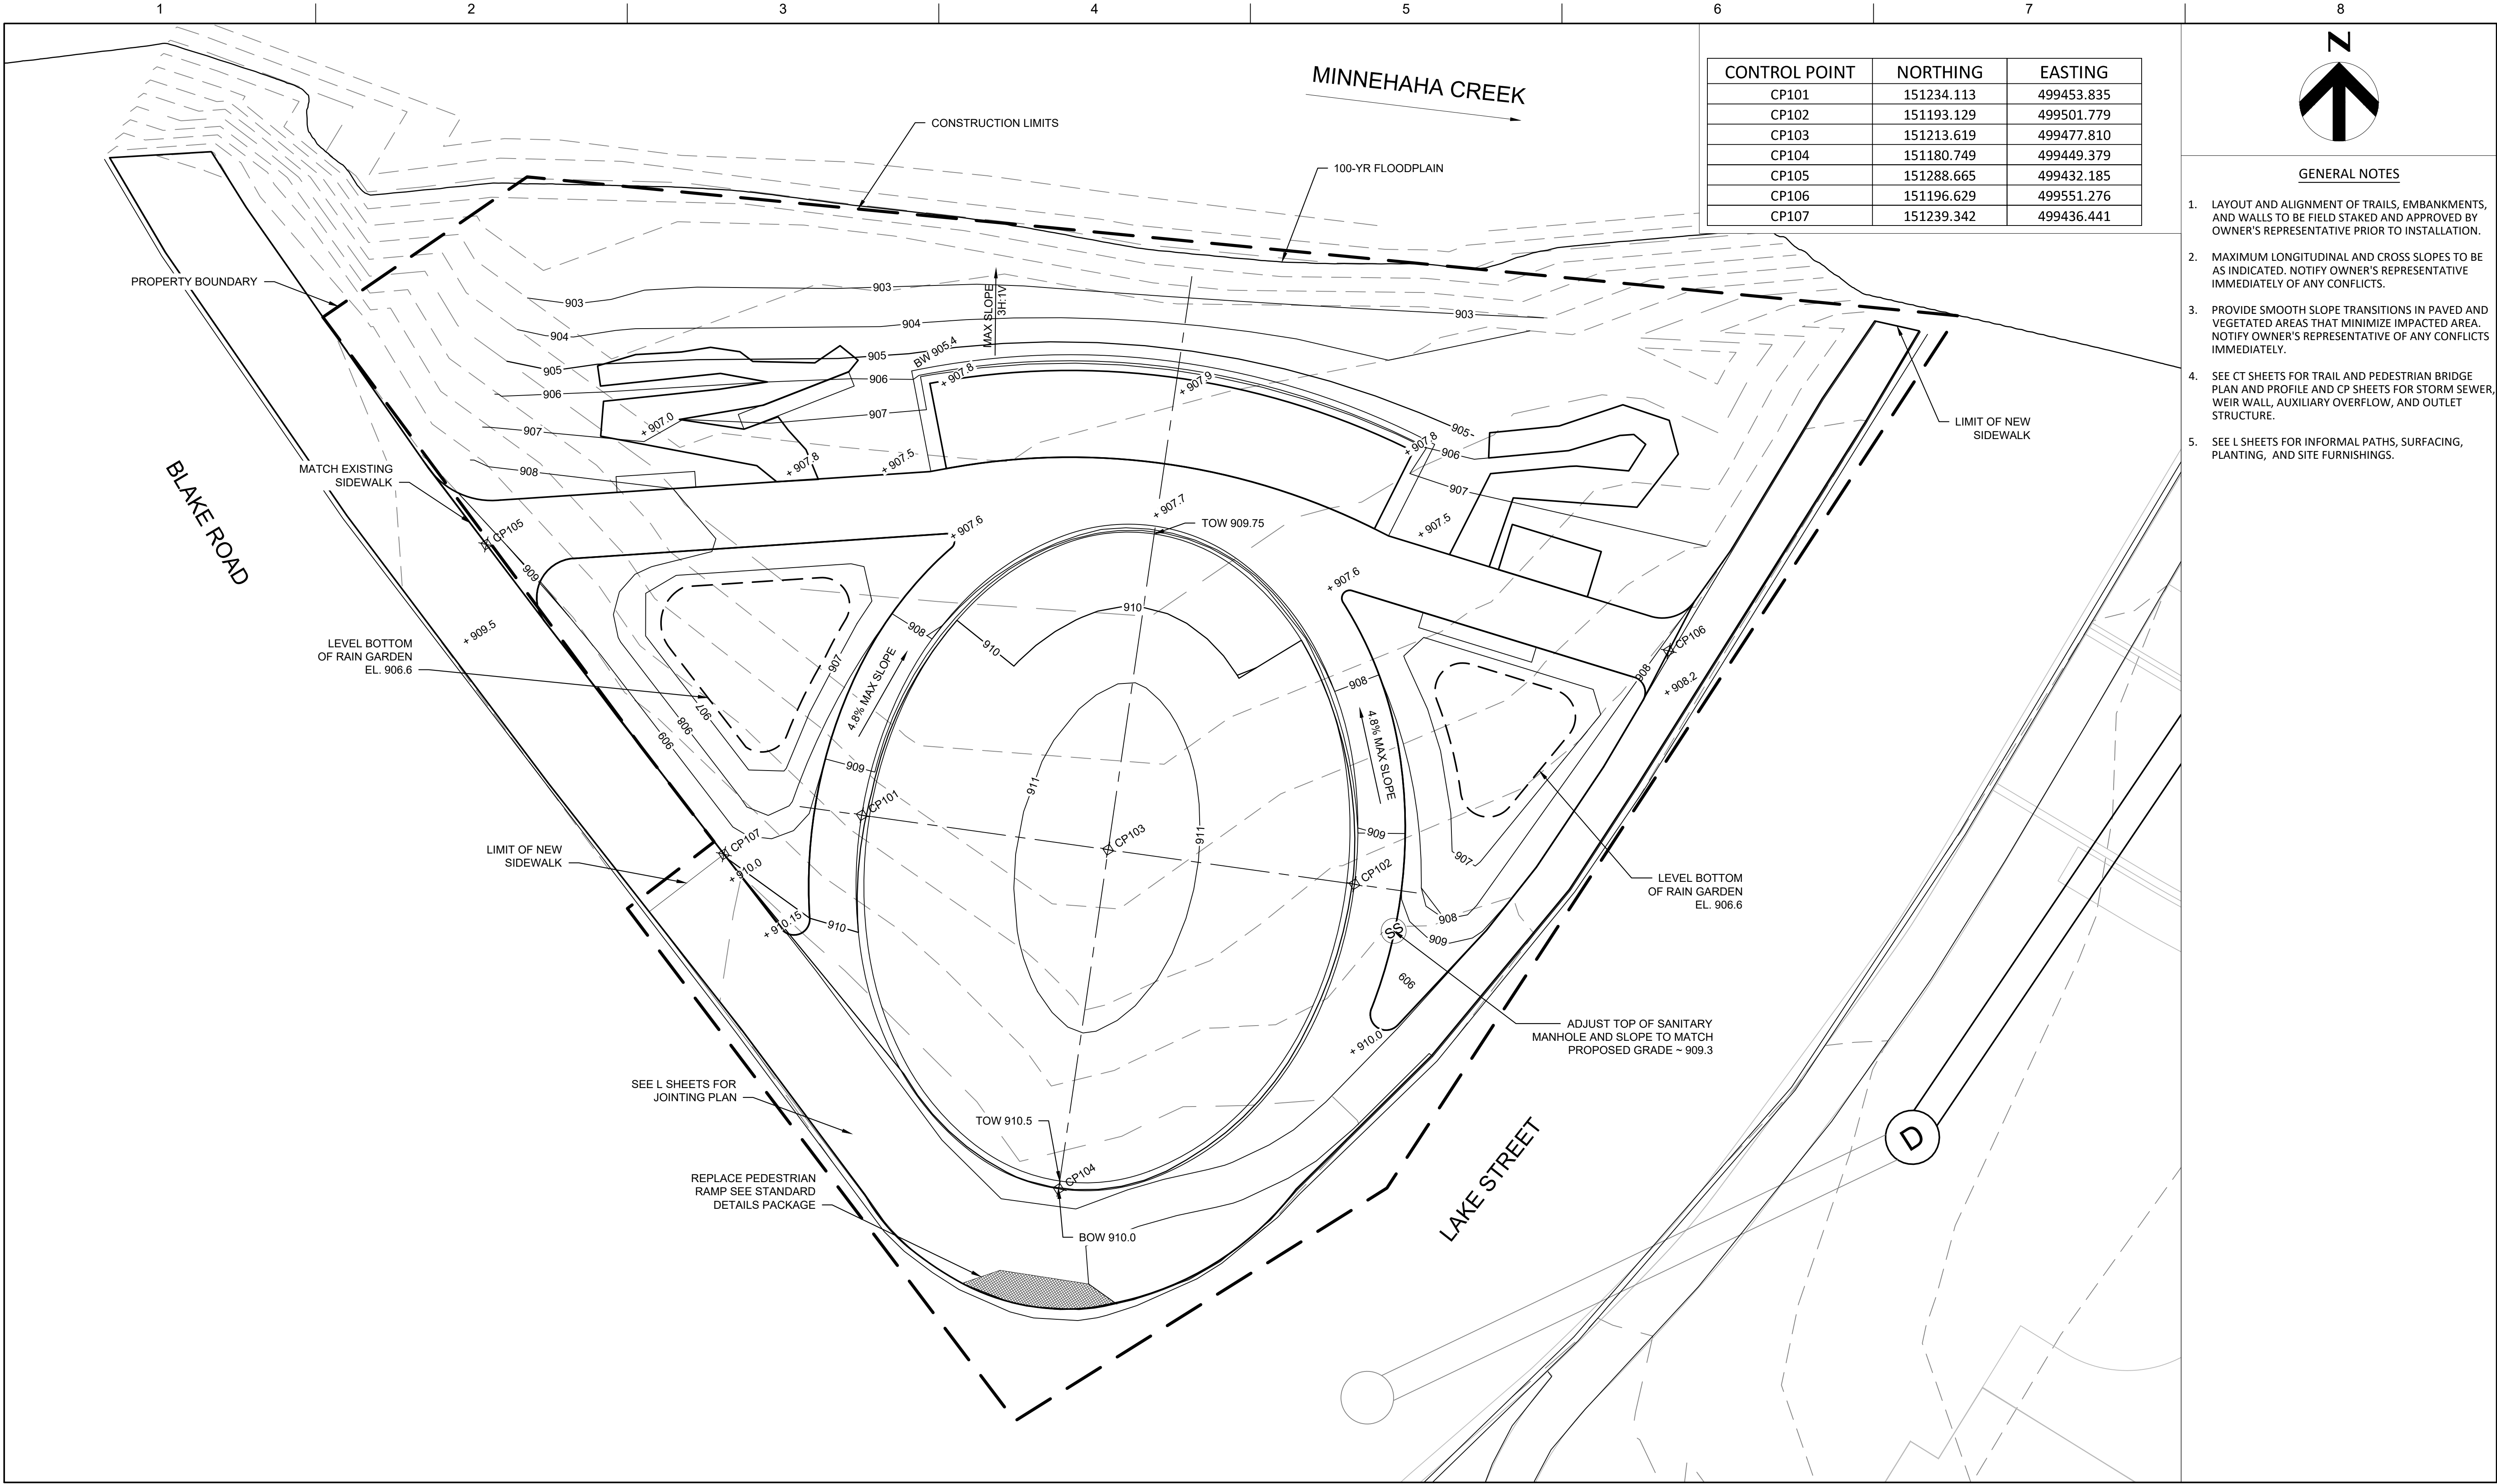 1 2 3 4 5 6 7 8
MINNEHAHA CREEK
CONTROL POINT NORTHING EASTING
CP101 151234.113 499453.835
CP102 151193.129 499501.779
CP103 151213.619 499477.810
CP104 151180.749 499449.379
CP105 151288.665 499432.185
CP106 151196.629 499551.276
CP107 151239.342 499436.441
N
GENERAL NOTES
1. LAYOUT AND ALIGNMENT OF TRAILS, EMBANKMENTS,
AND WALLS TO BE FIELD STAKED AND APPROVED BY
OWNER'S REPRESENTATIVE PRIOR TO INSTALLATION.
2. MAXIMUM LONGITUDINAL AND CROSS SLOPES TO BE
AS INDICATED. NOTIFY OWNER'S REPRESENTATIVE
IMMEDIATELY OF ANY CONFLICTS.
3. PROVIDE SMOOTH SLOPE TRANSITIONS IN PAVED AND
VEGETATED AREAS THAT MINIMIZE IMPACTED AREA.
NOTIFY OWNER'S REPRESENTATIVE OF ANY CONFLICTS
IMMEDIATELY.
4. SEE CT SHEETS FOR TRAIL AND PEDESTRIAN BRIDGE
PLAN AND PROFILE AND CP SHEETS FOR STORM SEWER,
WEIR WALL, AUXILIARY OVERFLOW, AND OUTLET
STRUCTURE.
5. SEE L SHEETS FOR INFORMAL PATHS, SURFACING,
PLANTING, AND SITE FURNISHINGS.
CONSTRUCTION LIMITS
100-YR FLOODPLAIN
PROPERTY BOUNDARY
903
903
903
MAX SLOPE
3H:1V
904
904
905
905
BW 905.4
906
906
+ 907.8
+ 907.9
907
907
+ 907.0
905
+ 907.8
906
907
LIMIT OF NEW
SIDEWALK
+ 907.8
+ 907.5
908
MATCH EXISTING
SIDEWALK
BLAKE ROAD
CP105
909
+ 907.6
+ 907.7
TOW 909.75
+ 907.5
+ 907.6
910
910
908
908
907
+ 909.5
LEVEL BOTTOM
OF RAIN GARDEN
EL. 906.6
4.8% MAX SLOPE
4.8% MAX SLOPE
CP106
908
+ 908.2
907
908
909
909
911
911
CP101
CP103
CP102
909
907
CP107
+ 910.0
LIMIT OF NEW
SIDEWALK
+ 910.15
910
LEVEL BOTTOM
OF RAIN GARDEN
EL. 906.6
908
909
SS
909
ADJUST TOP OF SANITARY
MANHOLE AND SLOPE TO MATCH
PROPOSED GRADE ~ 909.3
+ 910.0
SEE L SHEETS FOR
JOINTING PLAN
TOW 910.5
CP104
D
LAKE STREET
REPLACE PEDESTRIAN
RAMP SEE STANDARD
DETAILS PACKAGE
BOW 910.0